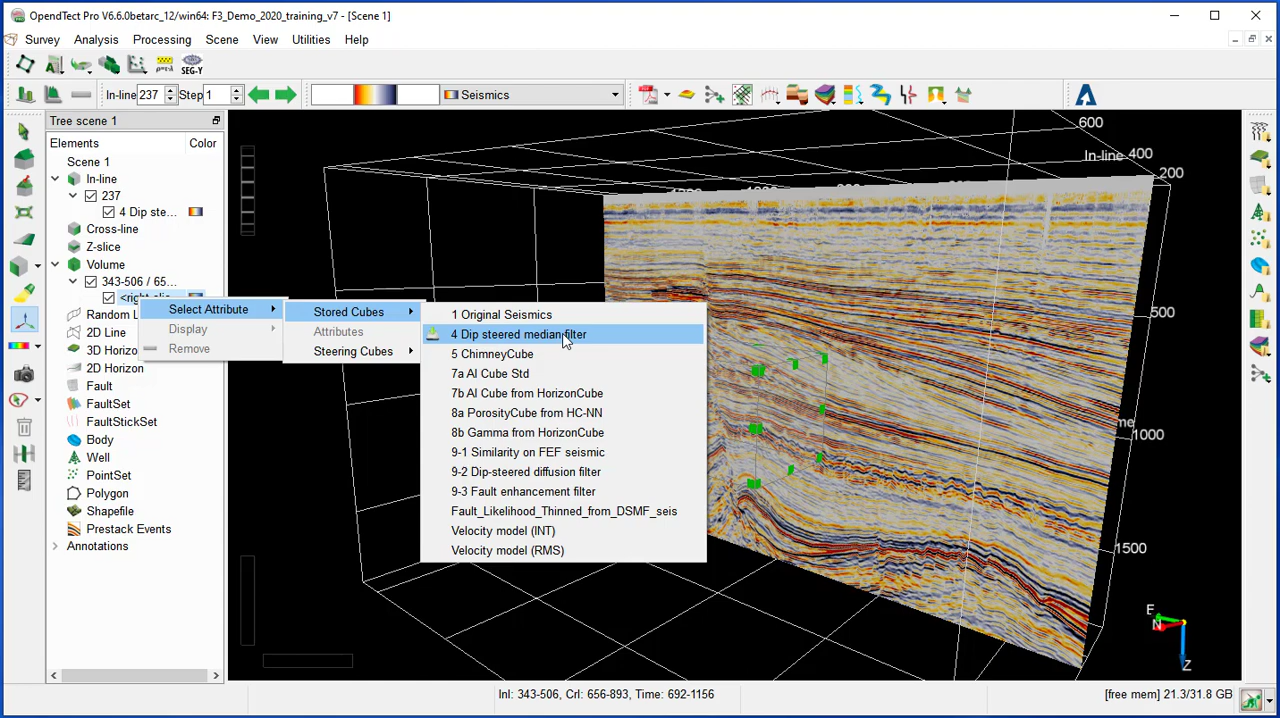 OpendTect Pro V6.6.0betarc_12/win64: F3_Demo_2020_training_v7 - [Scene 1]
Survey Analysis Processing Scene View Utilities Help
SEG-Y
In-line 237 Step 1 Seismics
Tree scene 1
Elements Color
Scene 1
In-line
237
4 Dip ste...
Cross-line
Z-slice
Volume
343-506 / 65...
Random L
2D Line
3D Horizo
2D Horizon
Fault
FaultSet
FaultStickSet
Body
Well
PointSet
Polygon
Shapefile
Prestack Events
Annotations
Select Attribute
Display
Remove
Stored Cubes
Attributes
Steering Cubes
1 Original Seismics
4 Dip steered median filter
5 ChimneyCube
7a AI Cube Std
7b AI Cube from HorizonCube
8a PorosityCube from HC-NN
8b Gamma from HorizonCube
9-1 Similarity on FEF seismic
9-2 Dip-steered diffusion filter
9-3 Fault enhancement filter
Fault_Likelihood_Thinned_from_DSMF_seis
Velocity model (INT)
Velocity model (RMS)
600
In-line 400
200
500
1000
1500
E
N
Z
Inl: 343-506, Crl: 656-893, Time: 692-1156
[free mem] 21.3/31.8 GB